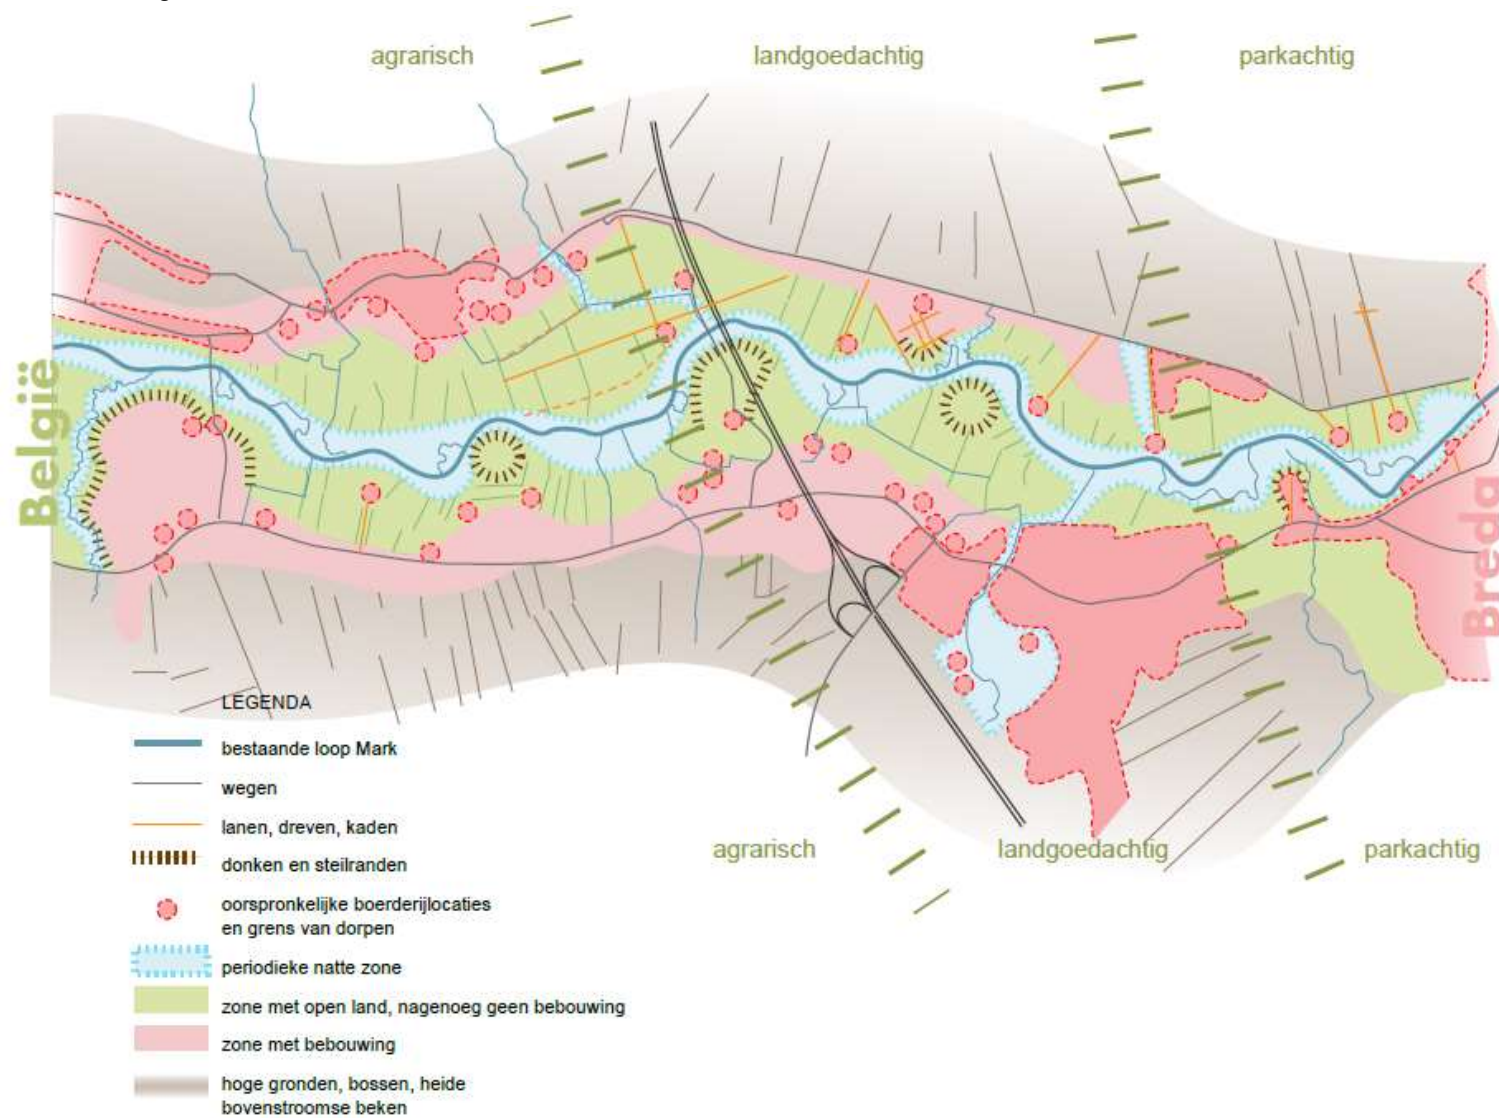 agrarisch
landgoedachtig
parkachtig
België
Breda
LEGENDA
bestaande loop Mark
wegen
lanen, dreven, kaden
donken en steilranden
oorspronkelijke boerderijlocaties
en grens van dorpen
periodieke natte zone
zone met open land, nagenoeg geen bebouwing
zone met bebouwing
hoge gronden, bossen, heide
bovenstroomse beken
agrarisch
landgoedachtig
parkachtig